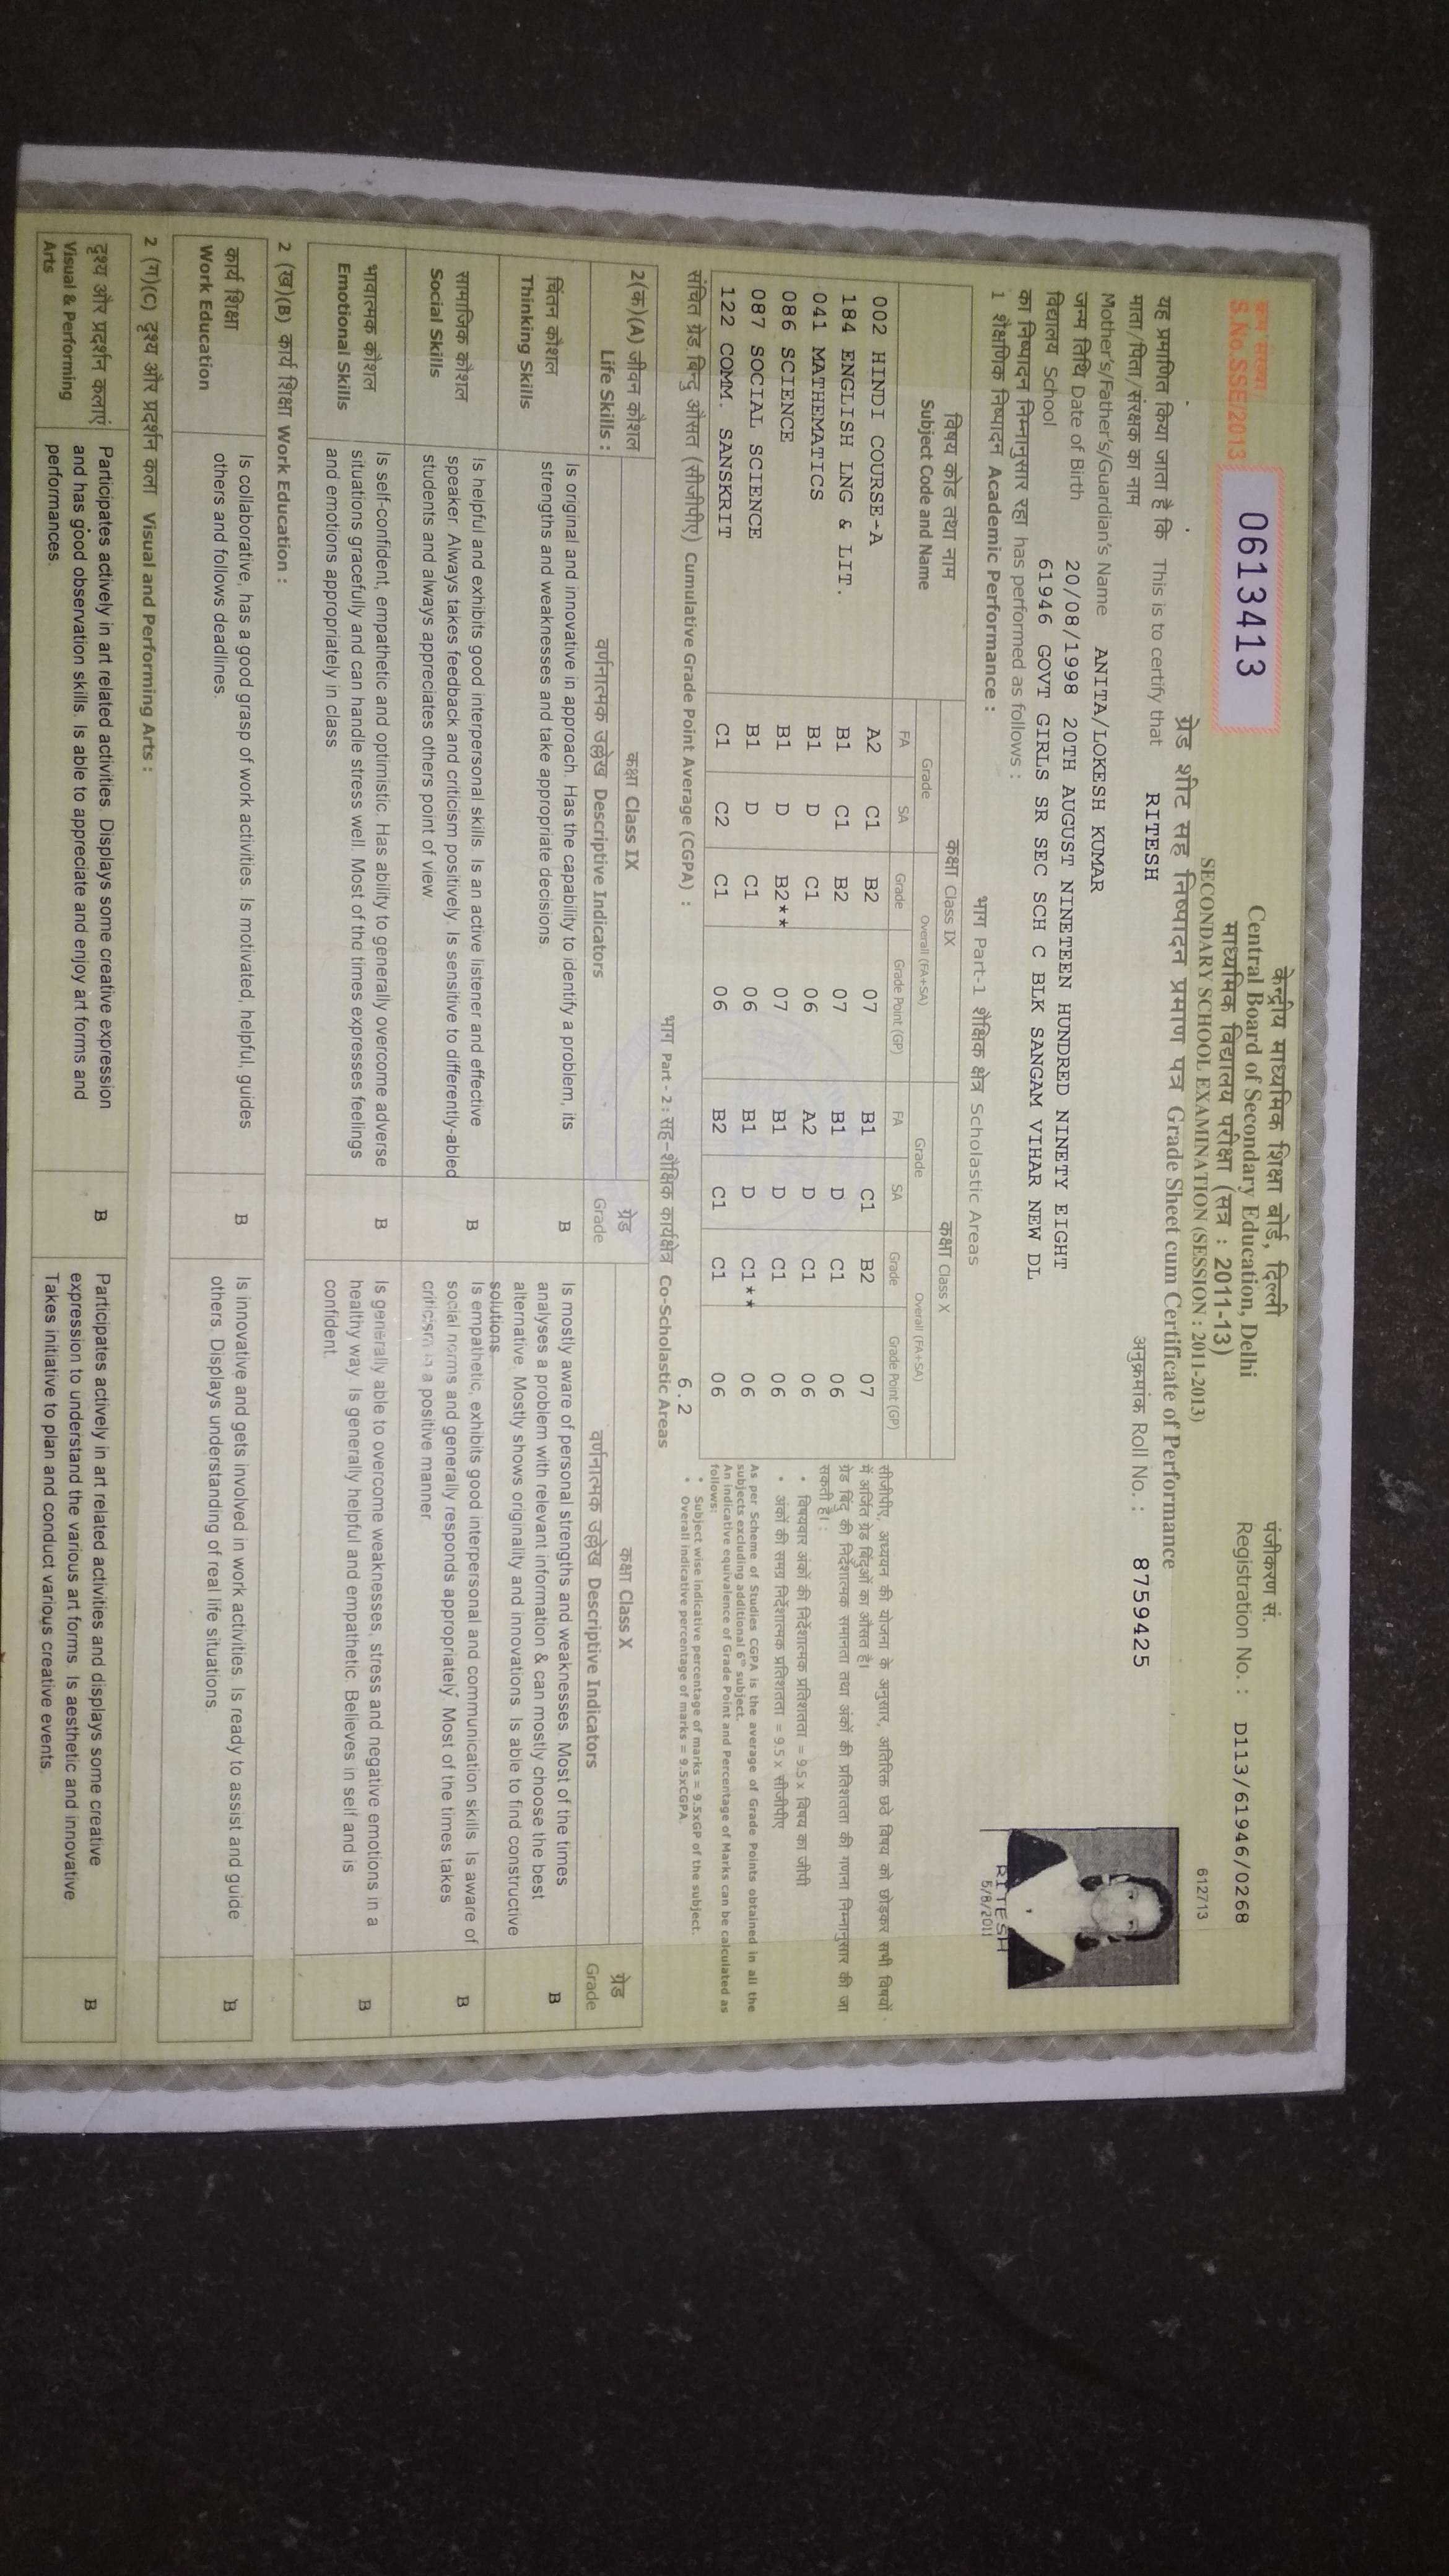 क्रम संख्या/
S.No.SSE/2013
0613413
केन्द्रीय माध्यमिक शिक्षा बोर्ड, दिल्ली
Central Board of Secondary Education, Delhi
माध्यमिक विद्यालय परीक्षा (सत्र : 2011-13)
SECONDARY SCHOOL EXAMINATION (SESSION : 2011-2013)
ग्रेड शीट सह निष्पादन प्रमाण पत्र Grade Sheet cum Certificate of Performance
पंजीकरण सं.
Registration No. : D113/61946/0268
612713
यह प्रमाणित किया जाता है कि This is to certify that RITESH
अनुक्रमांक Roll No. : 8759425
माता/पिता/संरक्षक का नाम
Mother's/Father's/Guardian's Name ANITA/LOKESH KUMAR
जन्म तिथि Date of Birth 20/08/1998 20TH AUGUST NINETEEN HUNDRED NINETY EIGHT
विद्यालय School 61946 GOVT GIRLS SR SEC SCH C BLK SANGAM VIHAR NEW DL
का निष्पादन निम्नानुसार रहा has performed as follows :
RITESH
5/8/2011
भाग Part-1 शैक्षिक क्षेत्र Scholastic Areas
1 शैक्षणिक निष्पादन Academic Performance :
विषय कोड तथा नाम
Subject Code and Name
कक्षा Class IX
कक्षा Class X
Grade Overall (FA+SA) Grade Overall (FA+SA)
FA SA Grade Grade Point (GP) FA SA Grade Grade Point (GP)
002 HINDI COURSE-A A2 C1 B2 07 B1 C1 B2 07
184 ENGLISH LNG & LIT. B1 C1 B2 07 B1 D C1 06
041 MATHEMATICS B1 D C1 06 A2 D C1 06
086 SCIENCE B1 D B2** 07 B1 D C1 06
087 SOCIAL SCIENCE B1 D C1 06 B1 D C1** 06
122 COMM. SANSKRIT C1 C2 C1 06 B2 C1 C1 06
संचित ग्रेड बिन्दु औसत (सीजीपीए) Cumulative Grade Point Average (CGPA) : 6.2
सीजीपीए, अध्ययन की योजना के अनुसार, अतिरिक्त छठे विषय को छोड़कर सभी विषयों
में अर्जित ग्रेड बिंदुओं का औसत है।
ग्रेड बिंदु की निर्देशात्मक समानता तथा अंकों की प्रतिशतता की गणना निम्नानुसार की जा
सकती है। :
• विषयवार अंकों की निर्देशात्मक प्रतिशतता = 9.5 x विषय का जीपी
• अंकों की समग्र निर्देशात्मक प्रतिशतता = 9.5 x सीजीपीए
As per Scheme of Studies CGPA is the average of Grade Points obtained in all the
subjects excluding additional 6th subject.
An indicative equivalence of Grade Point and Percentage of Marks can be calculated as
follows:
• Subject wise indicative percentage of marks = 9.5xGP of the subject.
• Overall indicative percentage of marks = 9.5xCGPA.
भाग Part - 2 : सह-शैक्षिक कार्यक्षेत्र Co-Scholastic Areas
2(क)(A) जीवन कौशल
Life Skills :
कक्षा Class IX
वर्णनात्मक उल्लेख Descriptive Indicators
ग्रेड
Grade
कक्षा Class X
वर्णनात्मक उल्लेख Descriptive Indicators
ग्रेड
Grade
चिंतन कौशल
Thinking Skills
Is original and innovative in approach. Has the capability to identify a problem, its
strengths and weaknesses and take appropriate decisions.
B
Is mostly aware of personal strengths and weaknesses. Most of the times
analyses a problem with relevant information & can mostly choose the best
alternative. Mostly shows originality and innovations. Is able to find constructive
solutions.
B
सामाजिक कौशल
Social Skills
Is helpful and exhibits good interpersonal skills. Is an active listener and effective
speaker. Always takes feedback and criticism positively. Is sensitive to differently-abled
students and always appreciates others point of view.
B
Is empathetic, exhibits good interpersonal and communication skills. Is aware of
social norms and generally responds appropriately. Most of the times takes
criticism in a positive manner.
B
भावात्मक कौशल
Emotional Skills
Is self-confident, empathetic and optimistic. Has ability to generally overcome adverse
situations gracefully and can handle stress well. Most of the times expresses feelings
and emotions appropriately in class
B
Is generally able to overcome weaknesses, stress and negative emotions in a
healthy way. Is generally helpful and empathetic. Believes in self and is
confident.
B
2 (ख)(B) कार्य शिक्षा Work Education :
कार्य शिक्षा
Work Education
Is collaborative, has a good grasp of work activities. Is motivated, helpful, guides
others and follows deadlines.
B
Is innovative and gets involved in work activities. Is ready to assist and guide
others. Displays understanding of real life situations.
B
2 (ग)(C) दृश्य और प्रदर्शन कला Visual and Performing Arts :
दृश्य और प्रदर्शन कलाएं
Visual & Performing
Arts
Participates actively in art related activities. Displays some creative expression
and has good observation skills. Is able to appreciate and enjoy art forms and
performances.
B
Participates actively in art related activities and displays some creative
expression to understand the various art forms. Is aesthetic and innovative.
Takes initiative to plan and conduct various creative events.
B